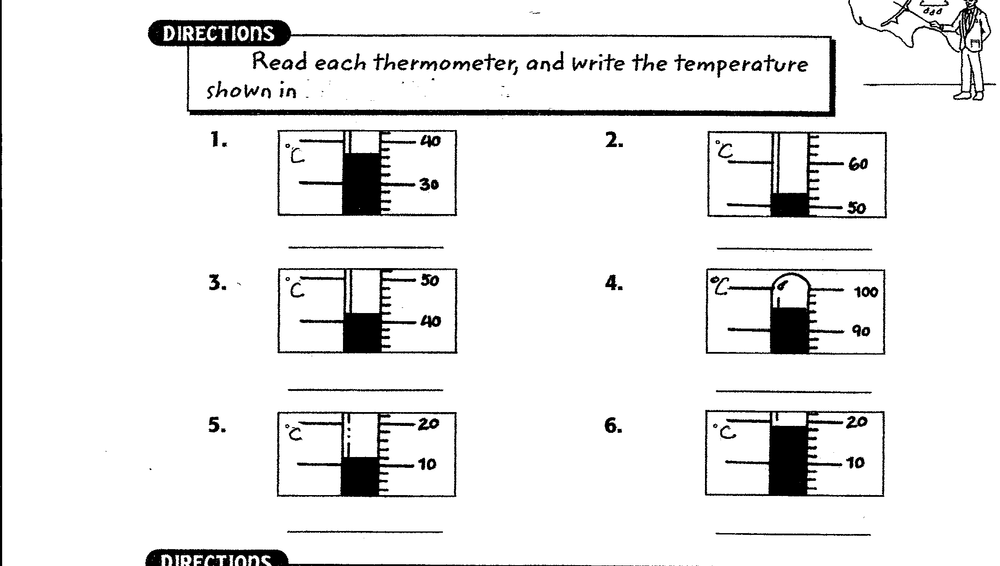 DIRECTIONS
Read each thermometer, and write the temperature
shown in
1.
°C
40
30
2.
°C
60
50
3.
°C
50
40
4.
°C
100
90
5.
°C
20
10
6.
°C
20
10
DIRECTIONS